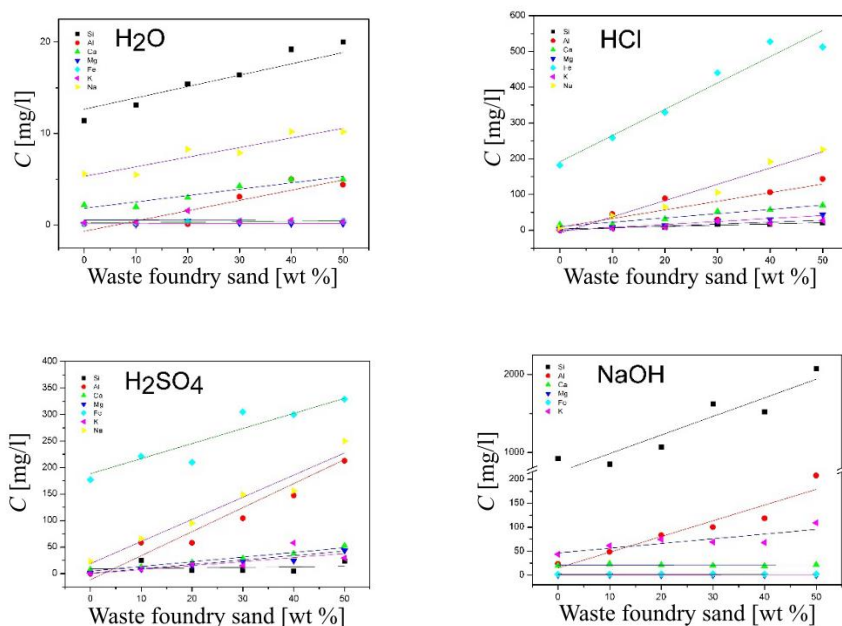 H2O
Si
Al
Ca
Mg
Fe
K
Na
20
10
0
C [mg/l]
0 10 20 30 40 50
Waste foundry sand [wt %]
HCl
Si
Al
Ca
Mg
Fe
K
Na
600
500
400
300
200
100
0
C [mg/l]
0 10 20 30 40 50
Waste foundry sand [wt %]
H2SO4
Si
Al
Ca
Mg
Fe
K
Na
400
350
300
250
200
150
100
50
0
C [mg/l]
0 10 20 30 40 50
Waste foundry sand [wt %]
NaOH
Si
Al
Ca
Mg
Fe
K
2000
1000
200
150
100
50
0
C [mg/l]
0 10 20 30 40 50
Waste foundry sand [wt %]